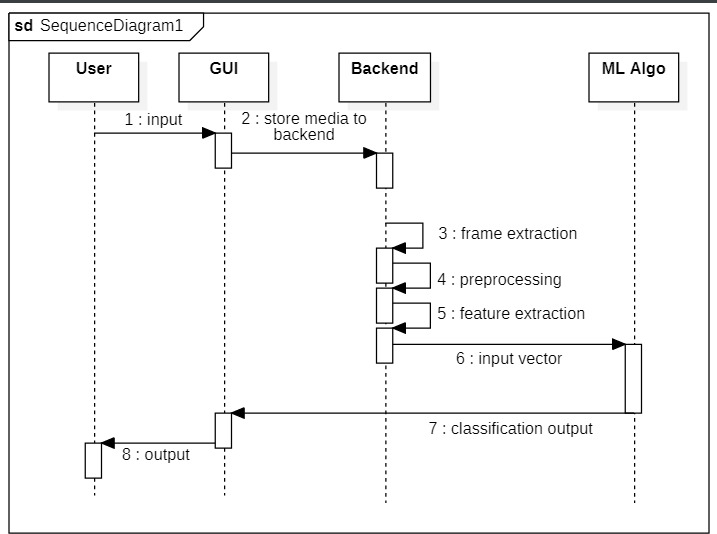 sd SequenceDiagram1
User
GUI
Backend
ML Algo
1 : input
2 : store media to
backend
3 : frame extraction
4 : preprocessing
5 : feature extraction
6 : input vector
7 : classification output
8 : output